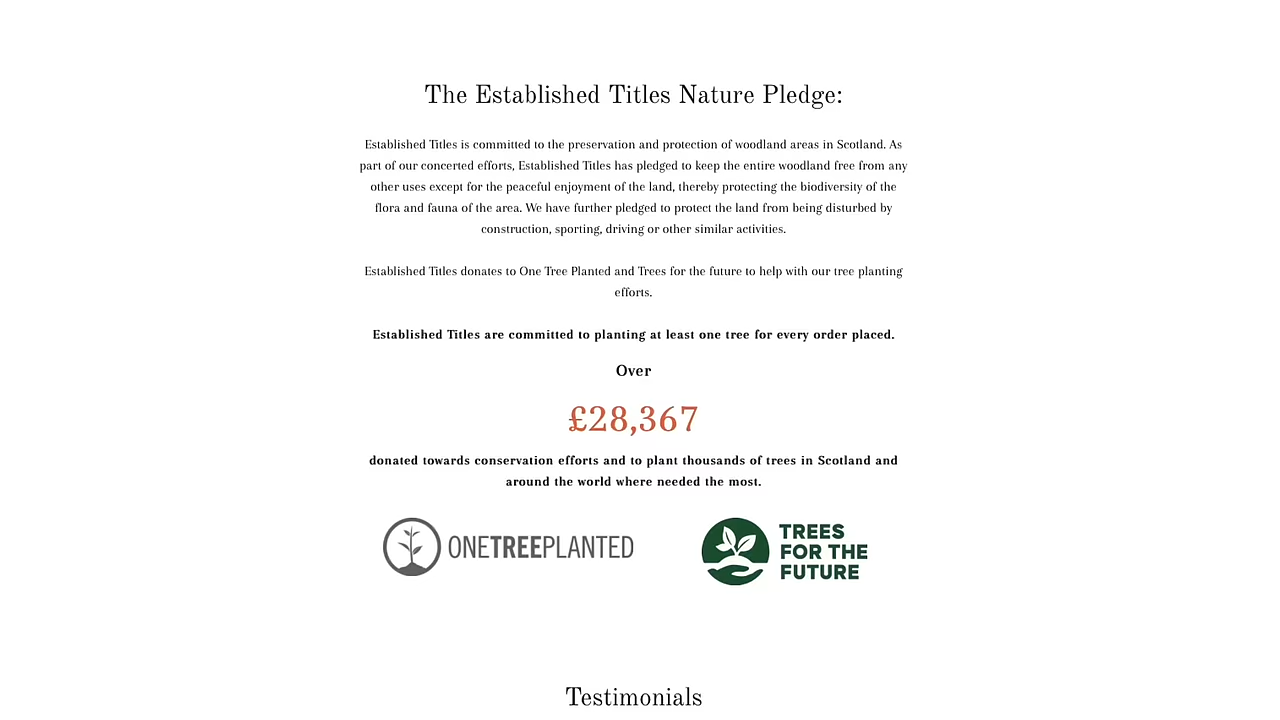 The Established Titles Nature Pledge:
Established Titles is committed to the preservation and protection of woodland areas in Scotland. As
part of our concerted efforts, Established Titles has pledged to keep the entire woodland free from any
other uses except for the peaceful enjoyment of the land, thereby protecting the biodiversity of the
flora and fauna of the area. We have further pledged to protect the land from being disturbed by
construction, sporting, driving or other similar activities.
Established Titles donates to One Tree Planted and Trees for the future to help with our tree planting
efforts.
Established Titles are committed to planting at least one tree for every order placed.
Over
£28,367
donated towards conservation efforts and to plant thousands of trees in Scotland and
around the world where needed the most.
ONETREEPLANTED
TREES
FOR THE
FUTURE
Testimonials